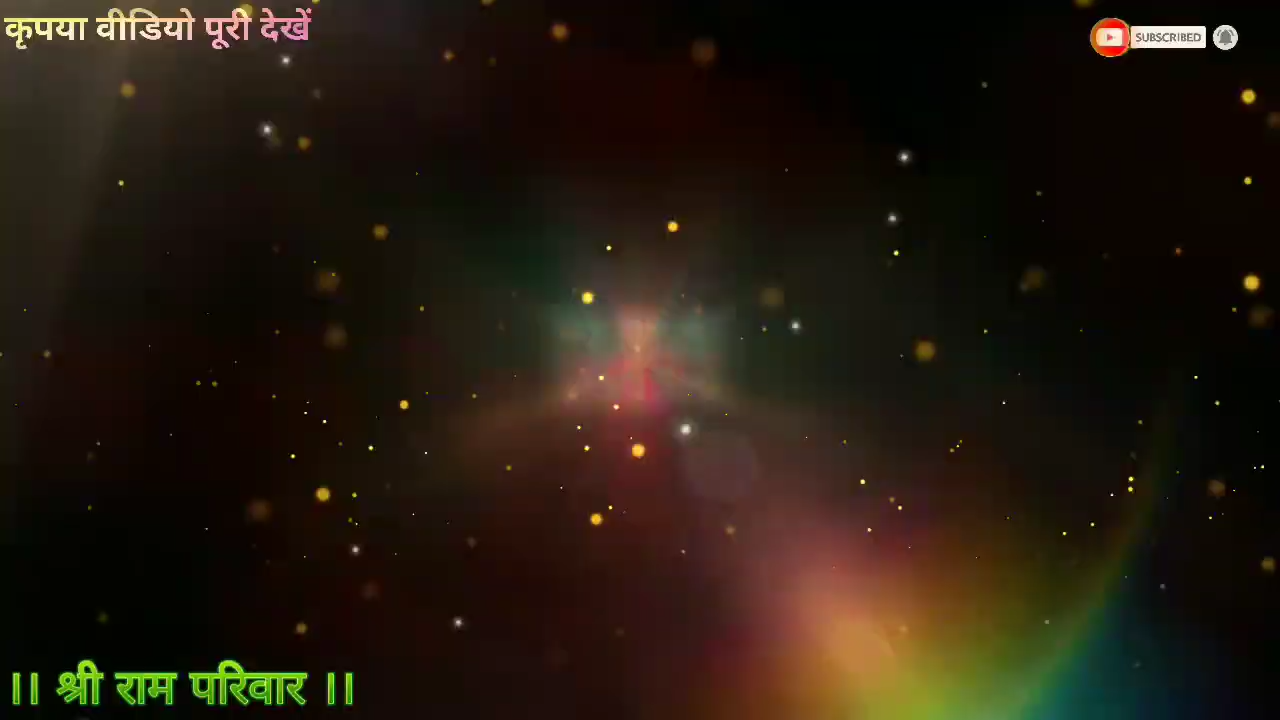 कृपया वीडियो पूरी देखें
SUBSCRIBED
|| श्री राम परिवार ||